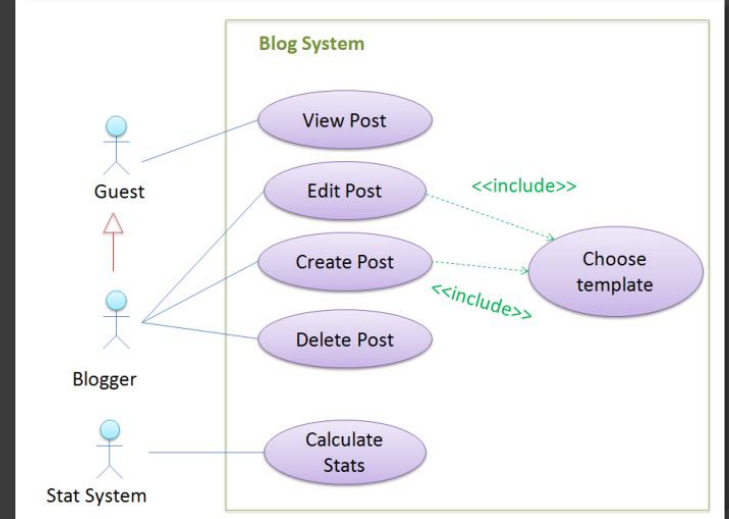 Blog System
View Post
Guest
Edit Post
<<include>>
Create Post
Choose
template
<<include>>
Delete Post
Blogger
Calculate
Stats
Stat System